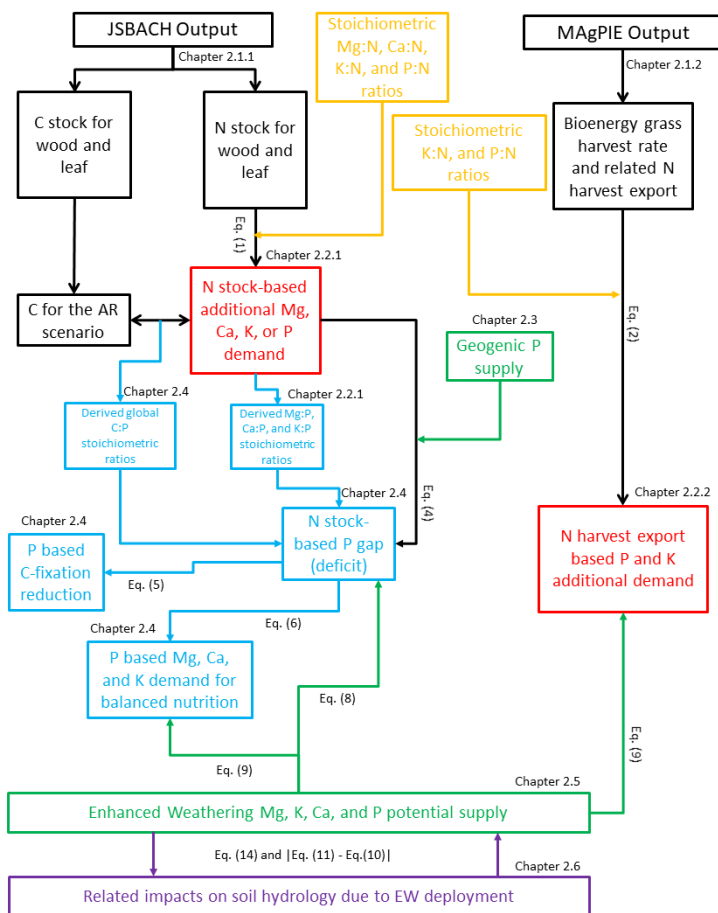 JSBACH Output
Chapter 2.1.1
Stoichiometric
Mg:N, Ca:N,
K:N, and P:N
ratios
MAgPIE Output
Chapter 2.1.2
C stock for
wood and
leaf
N stock for
wood and
leaf
Stoichiometric
K:N, and P:N
ratios
Bioenergy grass
harvest rate
and related N
harvest export
Eq. (1)
Chapter 2.2.1
C for the AR
scenario
N stock-based
additional Mg,
Ca, K, or P
demand
Eq. (2)
Chapter 2.3
Geogenic P
supply
Chapter 2.4
Derived global
C:P
stoichiometric
ratios
Chapter 2.2.1
Derived Mg:P,
Ca:P, and K:P
stoichiometric
ratios
Eq. (4)
Chapter 2.4
N stock-
based P gap
(deficit)
Chapter 2.2.2
N harvest export
based P and K
additional demand
Chapter 2.4
P based
C-fixation
reduction
Eq. (5)
Eq. (6)
Chapter 2.4
P based Mg, Ca,
and K demand for
balanced nutrition
Eq. (8)
Eq. (9)
Eq. (9)
Chapter 2.5
Enhanced Weathering Mg, K, Ca, and P potential supply
Eq. (14) and |Eq. (11) - Eq.(10)|
Chapter 2.6
Related impacts on soil hydrology due to EW deployment